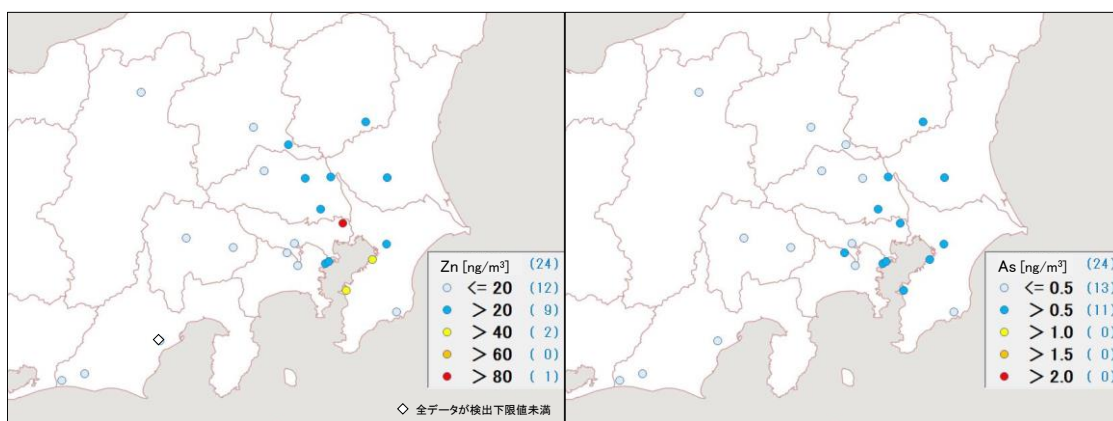 Zn [ng/m³] (24)
<= 20 (12)
> 20 ( 9)
> 40 ( 2)
> 60 ( 0)
> 80 ( 1)
◇ 全データが検出下限値未満
As [ng/m³] (24)
<= 0.5 (13)
> 0.5 (11)
> 1.0 ( 0)
> 1.5 ( 0)
> 2.0 ( 0)